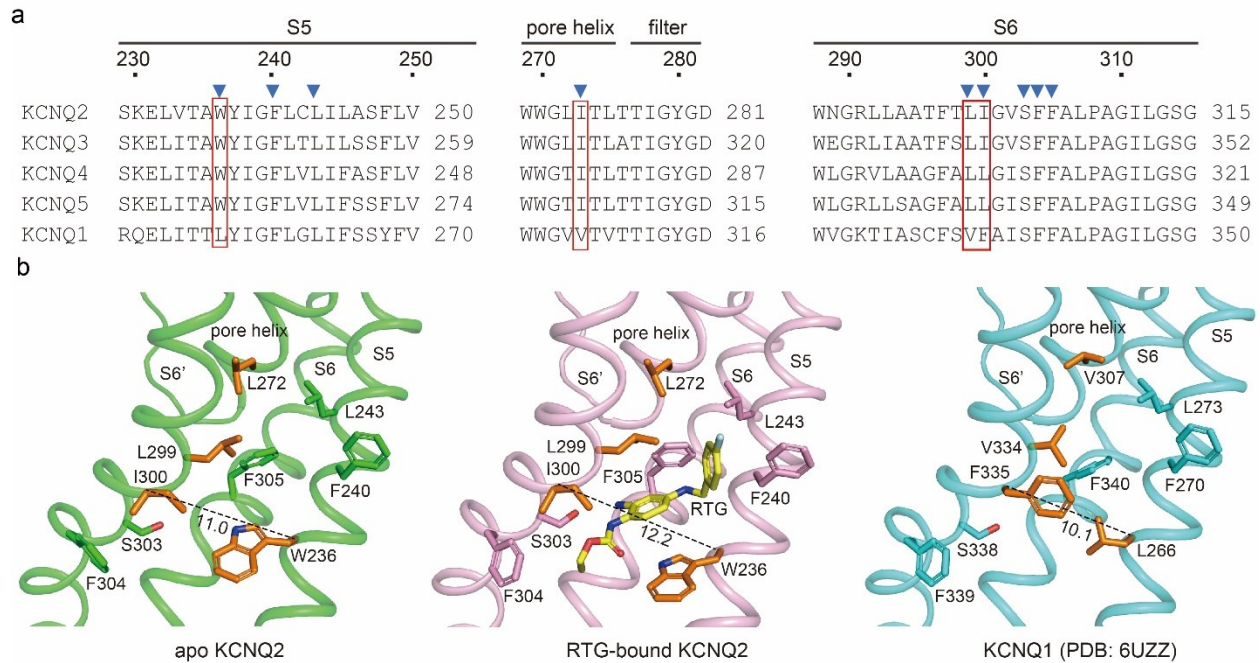 a
S5 pore helix filter S6
230 240 250 270 280 290 300 310
KCNQ2 SKELVTAWYIGFLCLILASFLV 250 WWGLITLTTIGYGD 281 WNGRLLAATFTLIGVSFFALPAGILGSG 315
KCNQ3 SKELITAWYIGFLTLILSSFLV 259 WWGLITLATIGYGD 320 WEGRLIAATFSLIGVSFFALPAGILGSG 352
KCNQ4 SKELITAWYIGFLVLIFASFLV 248 WWGTITLTTIGYGD 287 WLGRVLAAGFALLGISFFALPAGILGSG 321
KCNQ5 SKELITAWYIGFLVLIFSSFLV 274 WWGTITLTTIGYGD 315 WLGRLLSAGFALLGISFFALPAGILGSG 349
KCNQ1 RQELITTLYIGFLGLIFSSYFV 270 WWGVVTVTTIGYGD 316 WVGKTIASCFSVFAISFFALPAGILGSG 350
b
pore helix
S5
S6
S6'
L272
L243
L299
I300
F305
F240
11.0
S303
W236
F304
apo KCNQ2
pore helix
S5
S6
S6'
L272
L243
L299
I300
F305
RTG
F240
S303
12.2
W236
F304
RTG-bound KCNQ2
pore helix
S5
S6
S6'
V307
L273
V334
F335
F340
F270
10.1
S338
L266
F339
KCNQ1 (PDB: 6UZZ)